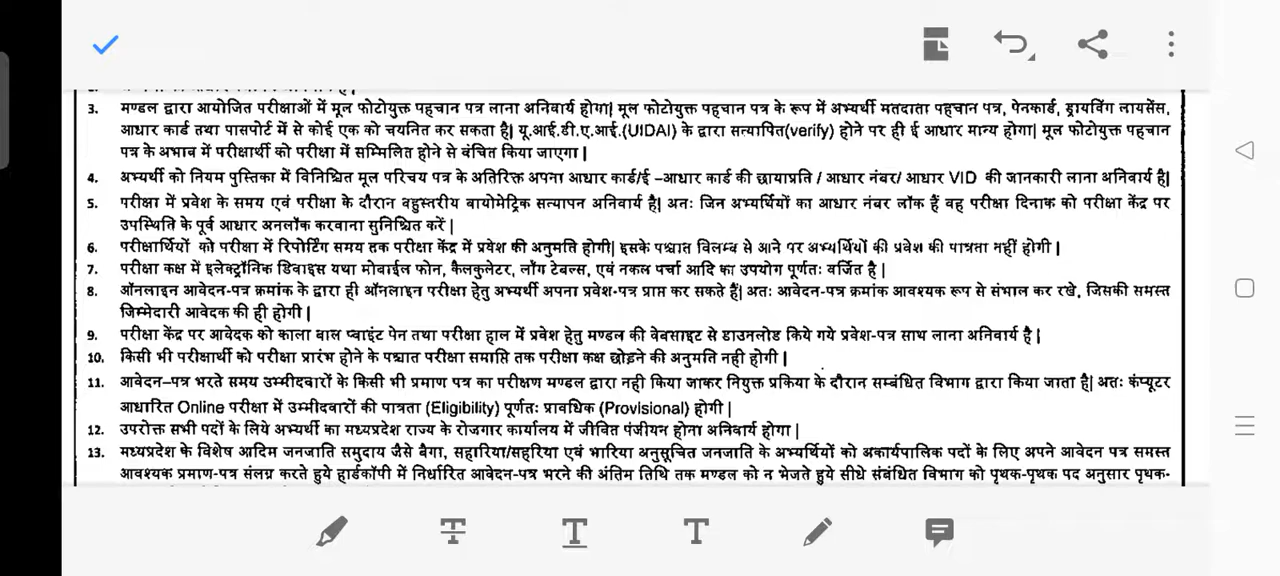 3. मण्डल द्वारा आयोजित परीक्षाओं में मूल फोटोयुक्त पहचान पत्र लाना अनिवार्य होगा| मूल फोटोयुक्त पहचान पत्र के रूप में अभ्यर्थी मतदाता पहचान पत्र, पेनकार्ड, ड्रायविंग लायसेंस,
आधार कार्ड तथा पासपोर्ट में से कोई एक को चयनित कर सकता है| यू.आई.डी.ए.आई.(UIDAI) के द्वारा सत्यापित(verify) होने पर ही ई आधार मान्य होगा| मूल फोटोयुक्त पहचान
पत्र के अभाव में परीक्षार्थी को परीक्षा में सम्मिलित होने से वंचित किया जाएगा |
4. अभ्यर्थी को नियम पुस्तिका में विनिर्धित मूल परिचय पत्र के अतिरिक्त अपना आधार कार्ड/ई –आधार कार्ड की छायाप्रति / आधार नंबर/ आधार VID की जानकारी लाना अनिवार्य है|
5. परीक्षा में प्रवेश के समय एवं परीक्षा के दौरान वहुस्तरीय बायोमेट्रिक सत्यापन अनिवार्य है| अतः जिन अभ्यर्थियों का आधार नंबर लॉक हैं वह परीक्षा दिनाक को परीक्षा केंद्र पर
उपस्थिति के पूर्व आधार अनलॉक करवाना सुनिश्चित करें |
6. परीक्षार्थियों को परीक्षा में रिपोर्टिंग समय तक परीक्षा केंद्र में प्रवेश की अनुमति होगी| इसके पश्चात विलम्ब से आने पर अभ्यर्थियों की प्रवेश की पात्रता नहीं होगी |
7. परीक्षा कक्ष में इलेक्ट्रॉनिक डिवाइस यथा मोबाईल फोन, कैलकुलेटर, लॉग टेबल्स, एवं नकल पर्चा आदि का उपयोग पूर्णतः वर्जित है |
8. ऑनलाइन आवेदन-पत्र क्रमांक के द्वारा ही ऑनलाइन परीक्षा हेतु अभ्यर्थी अपना प्रवेश-पत्र प्राप्त कर सकते हैं| अतः आवेदन-पत्र क्रमांक आवश्यक रूप से संभाल कर रखे, जिसकी समस्त
जिम्मेदारी आवेदक की ही होगी |
9. परीक्षा केंद्र पर आवेदक को काला बाल प्वाइंट पेन तथा परीक्षा हाल में प्रवेश हेतु मण्डल की वेबसाइट से डाउनलोड किये गये प्रवेश-पत्र साथ लाना अनिवार्य है |
10. किसी भी परीक्षार्थी को परीक्षा प्रारंभ होने के पश्चात परीक्षा समाप्ति तक परीक्षा कक्ष छोड़ने की अनुमति नही होगी |
11. आवेदन–पत्र भरते समय उम्मीदवारों के किसी भी प्रमाण पत्र का परीक्षण मण्डल द्वारा नही किया जाकर नियुक्त प्रकिया के दौरान सम्बंधित विभाग द्वारा किया जाता है| अतः कंप्यूटर
आधारित Online परीक्षा में उम्मीदवारों की पात्रता (Eligibility) पूर्णतः प्रावधिक (Provisional) होगी |
12. उपरोक्त सभी पदों के लिये अभ्यर्थी का मध्यप्रदेश राज्य के रोजगार कार्यालय में जीवित पंजीयन होना अनिवार्य होगा |
13. मध्यप्रदेश के विशेष आदिम जनजाति समुदाय जैसे बैगा, सहारिया/सहरिया एवं भारिया अनुसूचित जनजाति के अभ्यर्थियों को अकार्यपालिक पदों के लिए अपने आवेदन पत्र समस्त
आवश्यक प्रमाण-पत्र संलग्न करते हुये हार्डकॉपी में निर्धारित आवेदन-पत्र भरने की अंतिम तिथि तक मण्डल को न भेजते हुये सीधे संबंधित विभाग को पृथक-पृथक पद अनुसार पृथक-